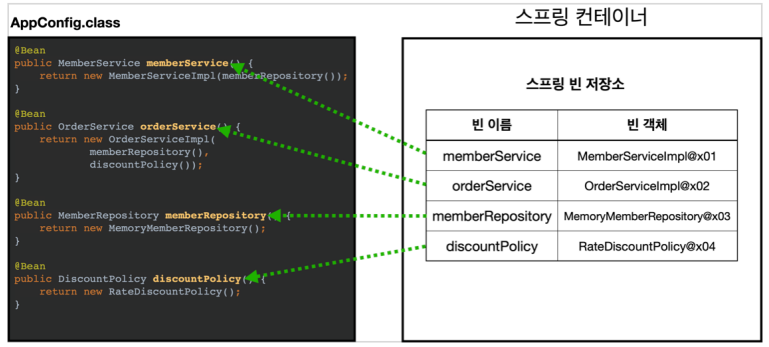 AppConfig.class
@Bean
public MemberService memberService() {
return new MemberServiceImpl(memberRepository());
}
@Bean
public OrderService orderService() {
return new OrderServiceImpl(
memberRepository(),
discountPolicy());
}
@Bean
public MemberRepository memberRepository() {
return new MemoryMemberRepository();
}
@Bean
public DiscountPolicy discountPolicy() {
return new RateDiscountPolicy();
}
스프링 컨테이너
스프링 빈 저장소
빈 이름 빈 객체
memberService MemberServiceImpl@x01
orderService OrderServiceImpl@x02
memberRepository MemoryMemberRepository@x03
discountPolicy RateDiscountPolicy@x04